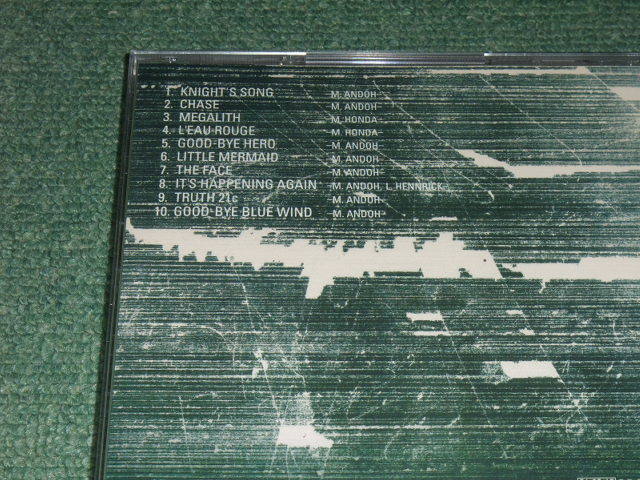 1. KNIGHT'S SONG M. ANDOH
2. CHASE M. ANDOH
3. MEGALITH M. HONDA
4. L'EAU ROUGE M. HONDA
5. GOOD-BYE HERO M. ANDOH
6. LITTLE MERMAID M. ANDOH
7. THE FACE M. ANDOH
8. IT'S HAPPENING AGAIN M. ANDOH, L. HENNRICK
9. TRUTH 21c M. ANDOH
10. GOOD-BYE BLUE WIND M. ANDOH